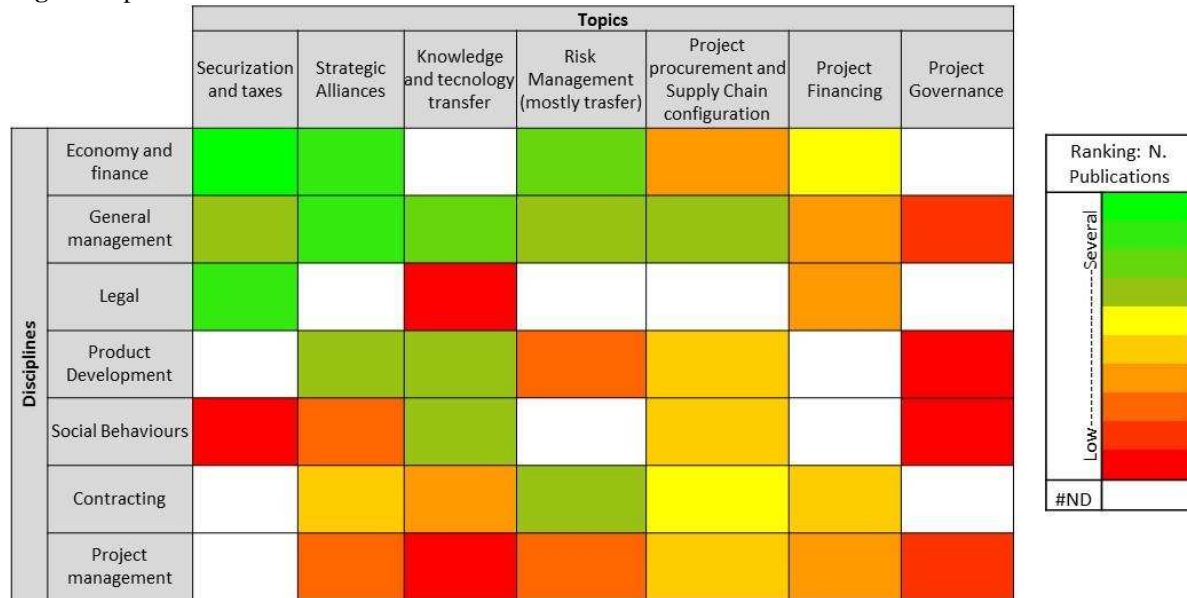 Topics
Securization
and taxes
Strategic
Alliances
Knowledge
and tecnology
transfer
Risk
Management
(mostly trasfer)
Project
procurement and
Supply Chain
configuration
Project
Financing
Project
Governance
Disciplines
Economy and
finance
General
management
Legal
Product
Development
Social Behaviours
Contracting
Project
management
Ranking: N.
Publications
Low----------------------Several
#ND